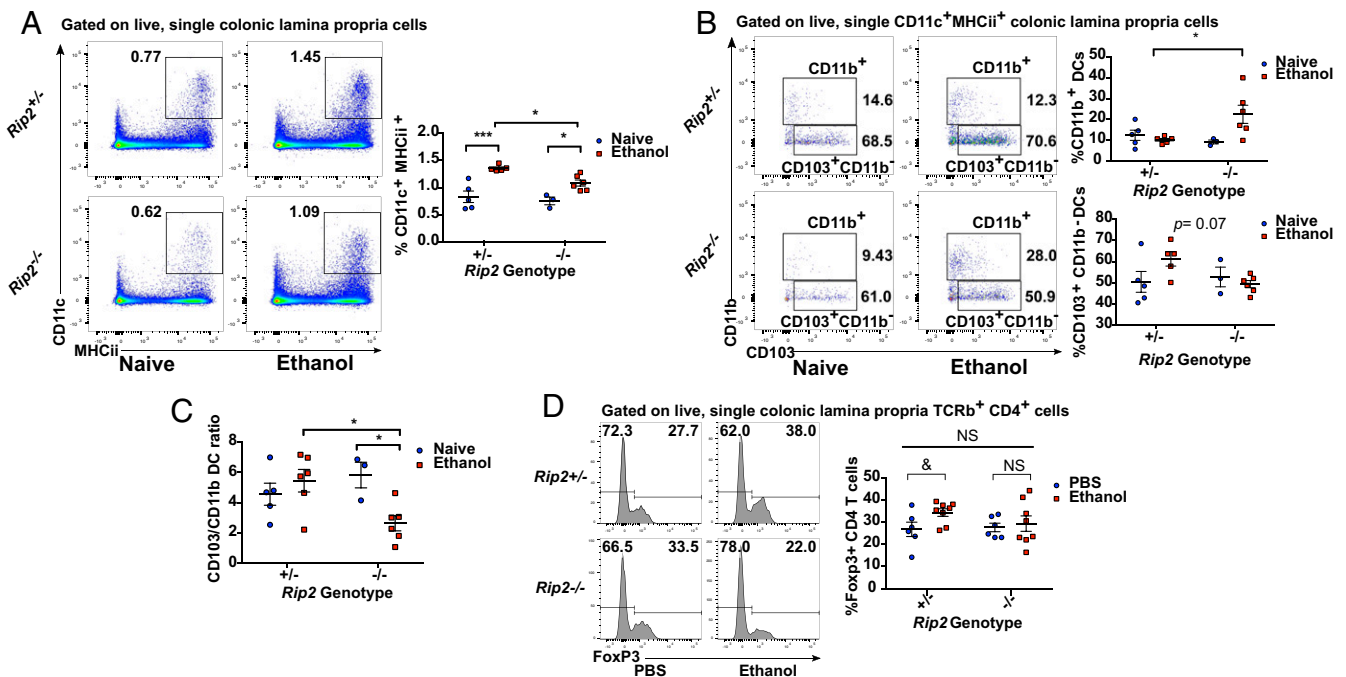 A
Gated on live, single colonic lamina propria cells
0.77
1.45
Rip2+/-
0.62
1.09
Rip2-/-
CD11c
MHCii
Naive
Ethanol
% CD11c+ MHCii +
2.0
1.5
1.0
0.5
0.0
***
*
*
Naive
Ethanol
+/-
-/-
Rip2 Genotype
B
Gated on live, single CD11c+MHCii+ colonic lamina propria cells
CD11b+
CD11b+
Rip2+/-
14.6
12.3
68.5
70.6
CD103+CD11b-
CD103+CD11b-
CD11b+
CD11b+
Rip2-/-
9.43
28.0
61.0
50.9
CD103+CD11b-
CD103+CD11b-
CD11b
CD103
Naive
Ethanol
%CD11b+ DCs
50
40
30
20
10
0
*
Naive
Ethanol
+/-
-/-
Rip2 Genotype
%CD103+ CD11b-DCs
80
70
60
50
40
30
p= 0.07
Naive
Ethanol
+/-
-/-
Rip2 Genotype
C
CD103/CD11b DC ratio
8
6
4
2
0
*
*
Naive
Ethanol
+/-
-/-
Rip2 Genotype
D
Gated on live, single colonic lamina propria TCRb+ CD4+ cells
72.3
27.7
62.0
38.0
Rip2+/-
66.5
33.5
78.0
22.0
Rip2-/-
FoxP3
PBS
Ethanol
%Foxp3+ CD4 T cells
50
40
30
20
10
0
NS
&
NS
PBS
Ethanol
+/-
-/-
Rip2 Genotype